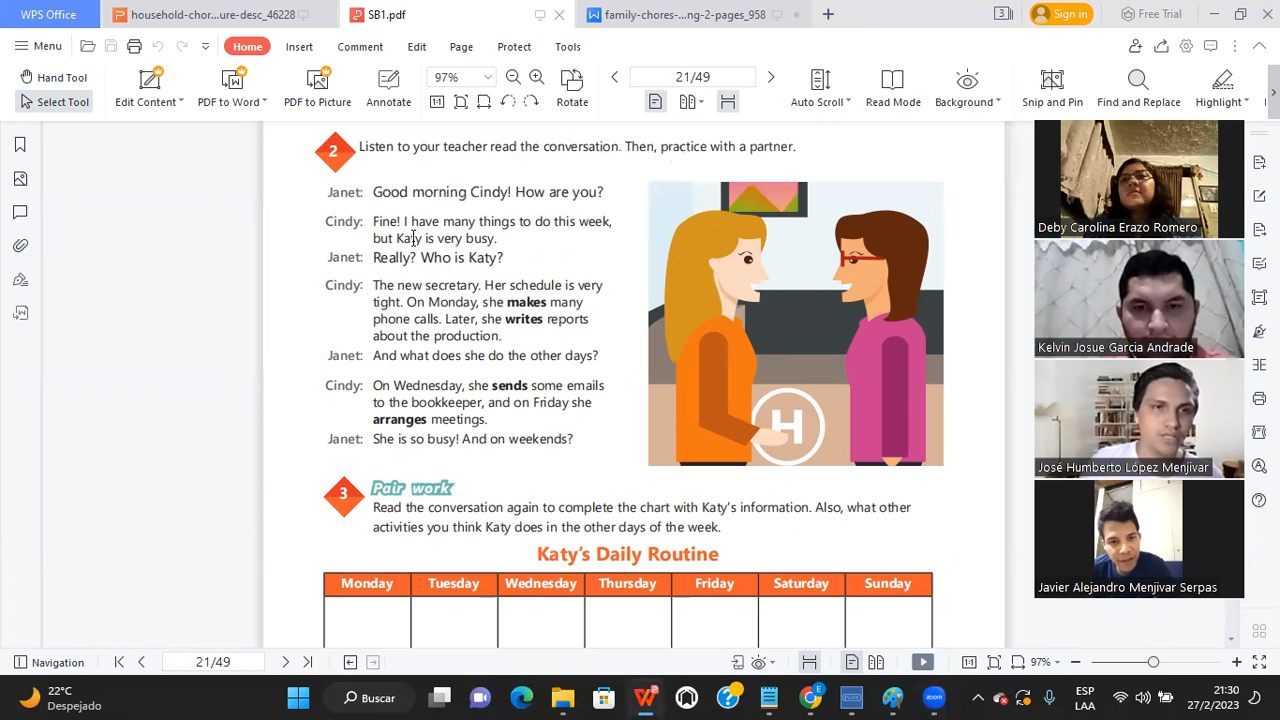 WPS Office
household-chor...ure-desc_46228
SB1.pdf
family-chores-...ng-2-pages_958
3
Sign in
Free Trial
Menu
Home
Insert
Comment
Edit
Page
Protect
Tools
Hand Tool
Select Tool
Edit Content
PDF to Word
PDF to Picture
Annotate
97%
21/49
Rotate
Auto Scroll
Read Mode
Background
Snip and Pin
Find and Replace
Highlight
2
Listen to your teacher read the conversation. Then, practice with a partner.
Janet: Good morning Cindy! How are you?
Cindy: Fine! I have many things to do this week,
but Katy is very busy.
Janet: Really? Who is Katy?
Cindy: The new secretary. Her schedule is very
tight. On Monday, she makes many
phone calls. Later, she writes reports
about the production.
Janet: And what does she do the other days?
Cindy: On Wednesday, she sends some emails
to the bookkeeper, and on Friday she
arranges meetings.
Janet: She is so busy! And on weekends?
H
3
Pair work
Read the conversation again to complete the chart with Katy's information. Also, what other
activities you think Katy does in the other days of the week.
Katy's Daily Routine
Monday Tuesday Wednesday Thursday Friday Saturday Sunday
Deby Carolina Erazo Romero
Kelvin Josue Garcia Andrade
José Humberto López Menjivar
Javier Alejandro Menjivar Serpas
Navigation
21/49
97%
22°C
Despejado
Buscar
ESP
LAA
21:30
27/2/2023